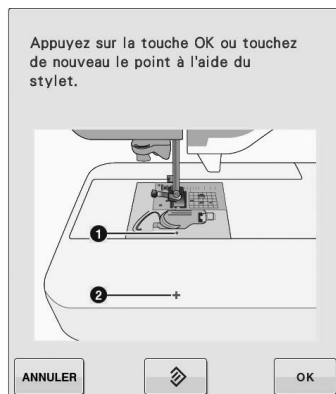 Appuyez sur la touche OK ou touchez
de nouveau le point à l'aide du
stylet.
1
2
ANNULER
OK